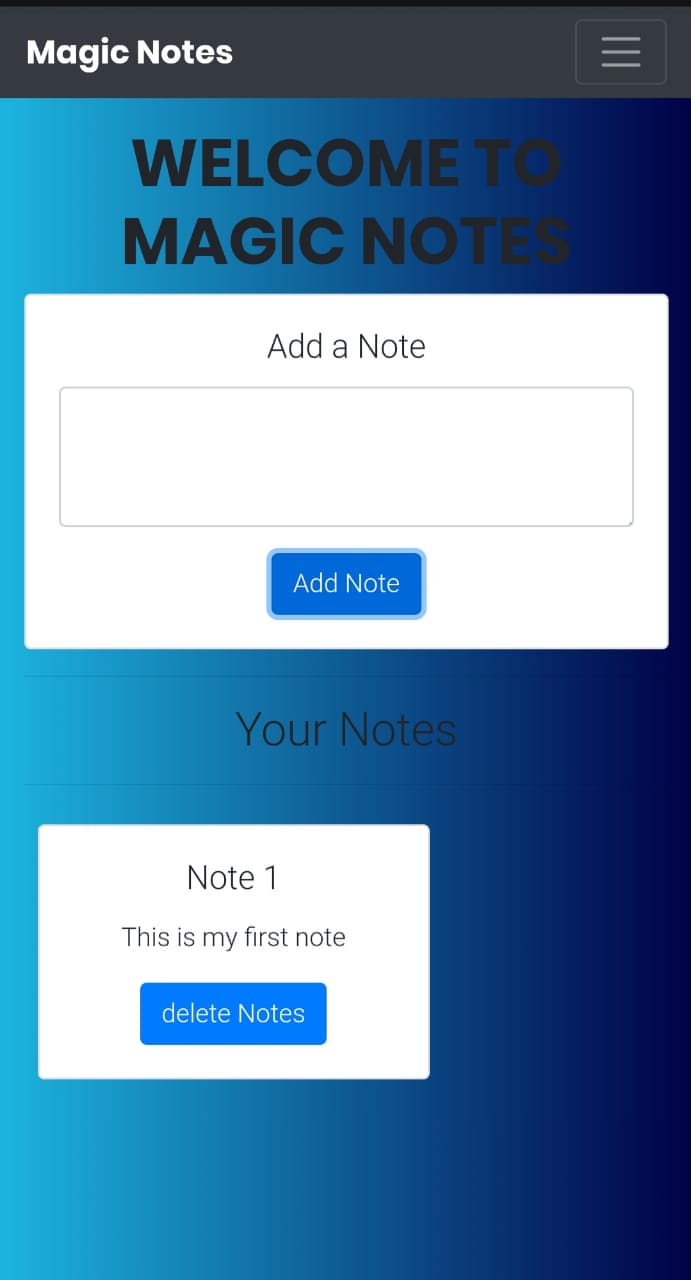 Magic Notes
WELCOME TO
MAGIC NOTES
Add a Note
Add Note
Your Notes
Note 1
This is my first note
delete Notes